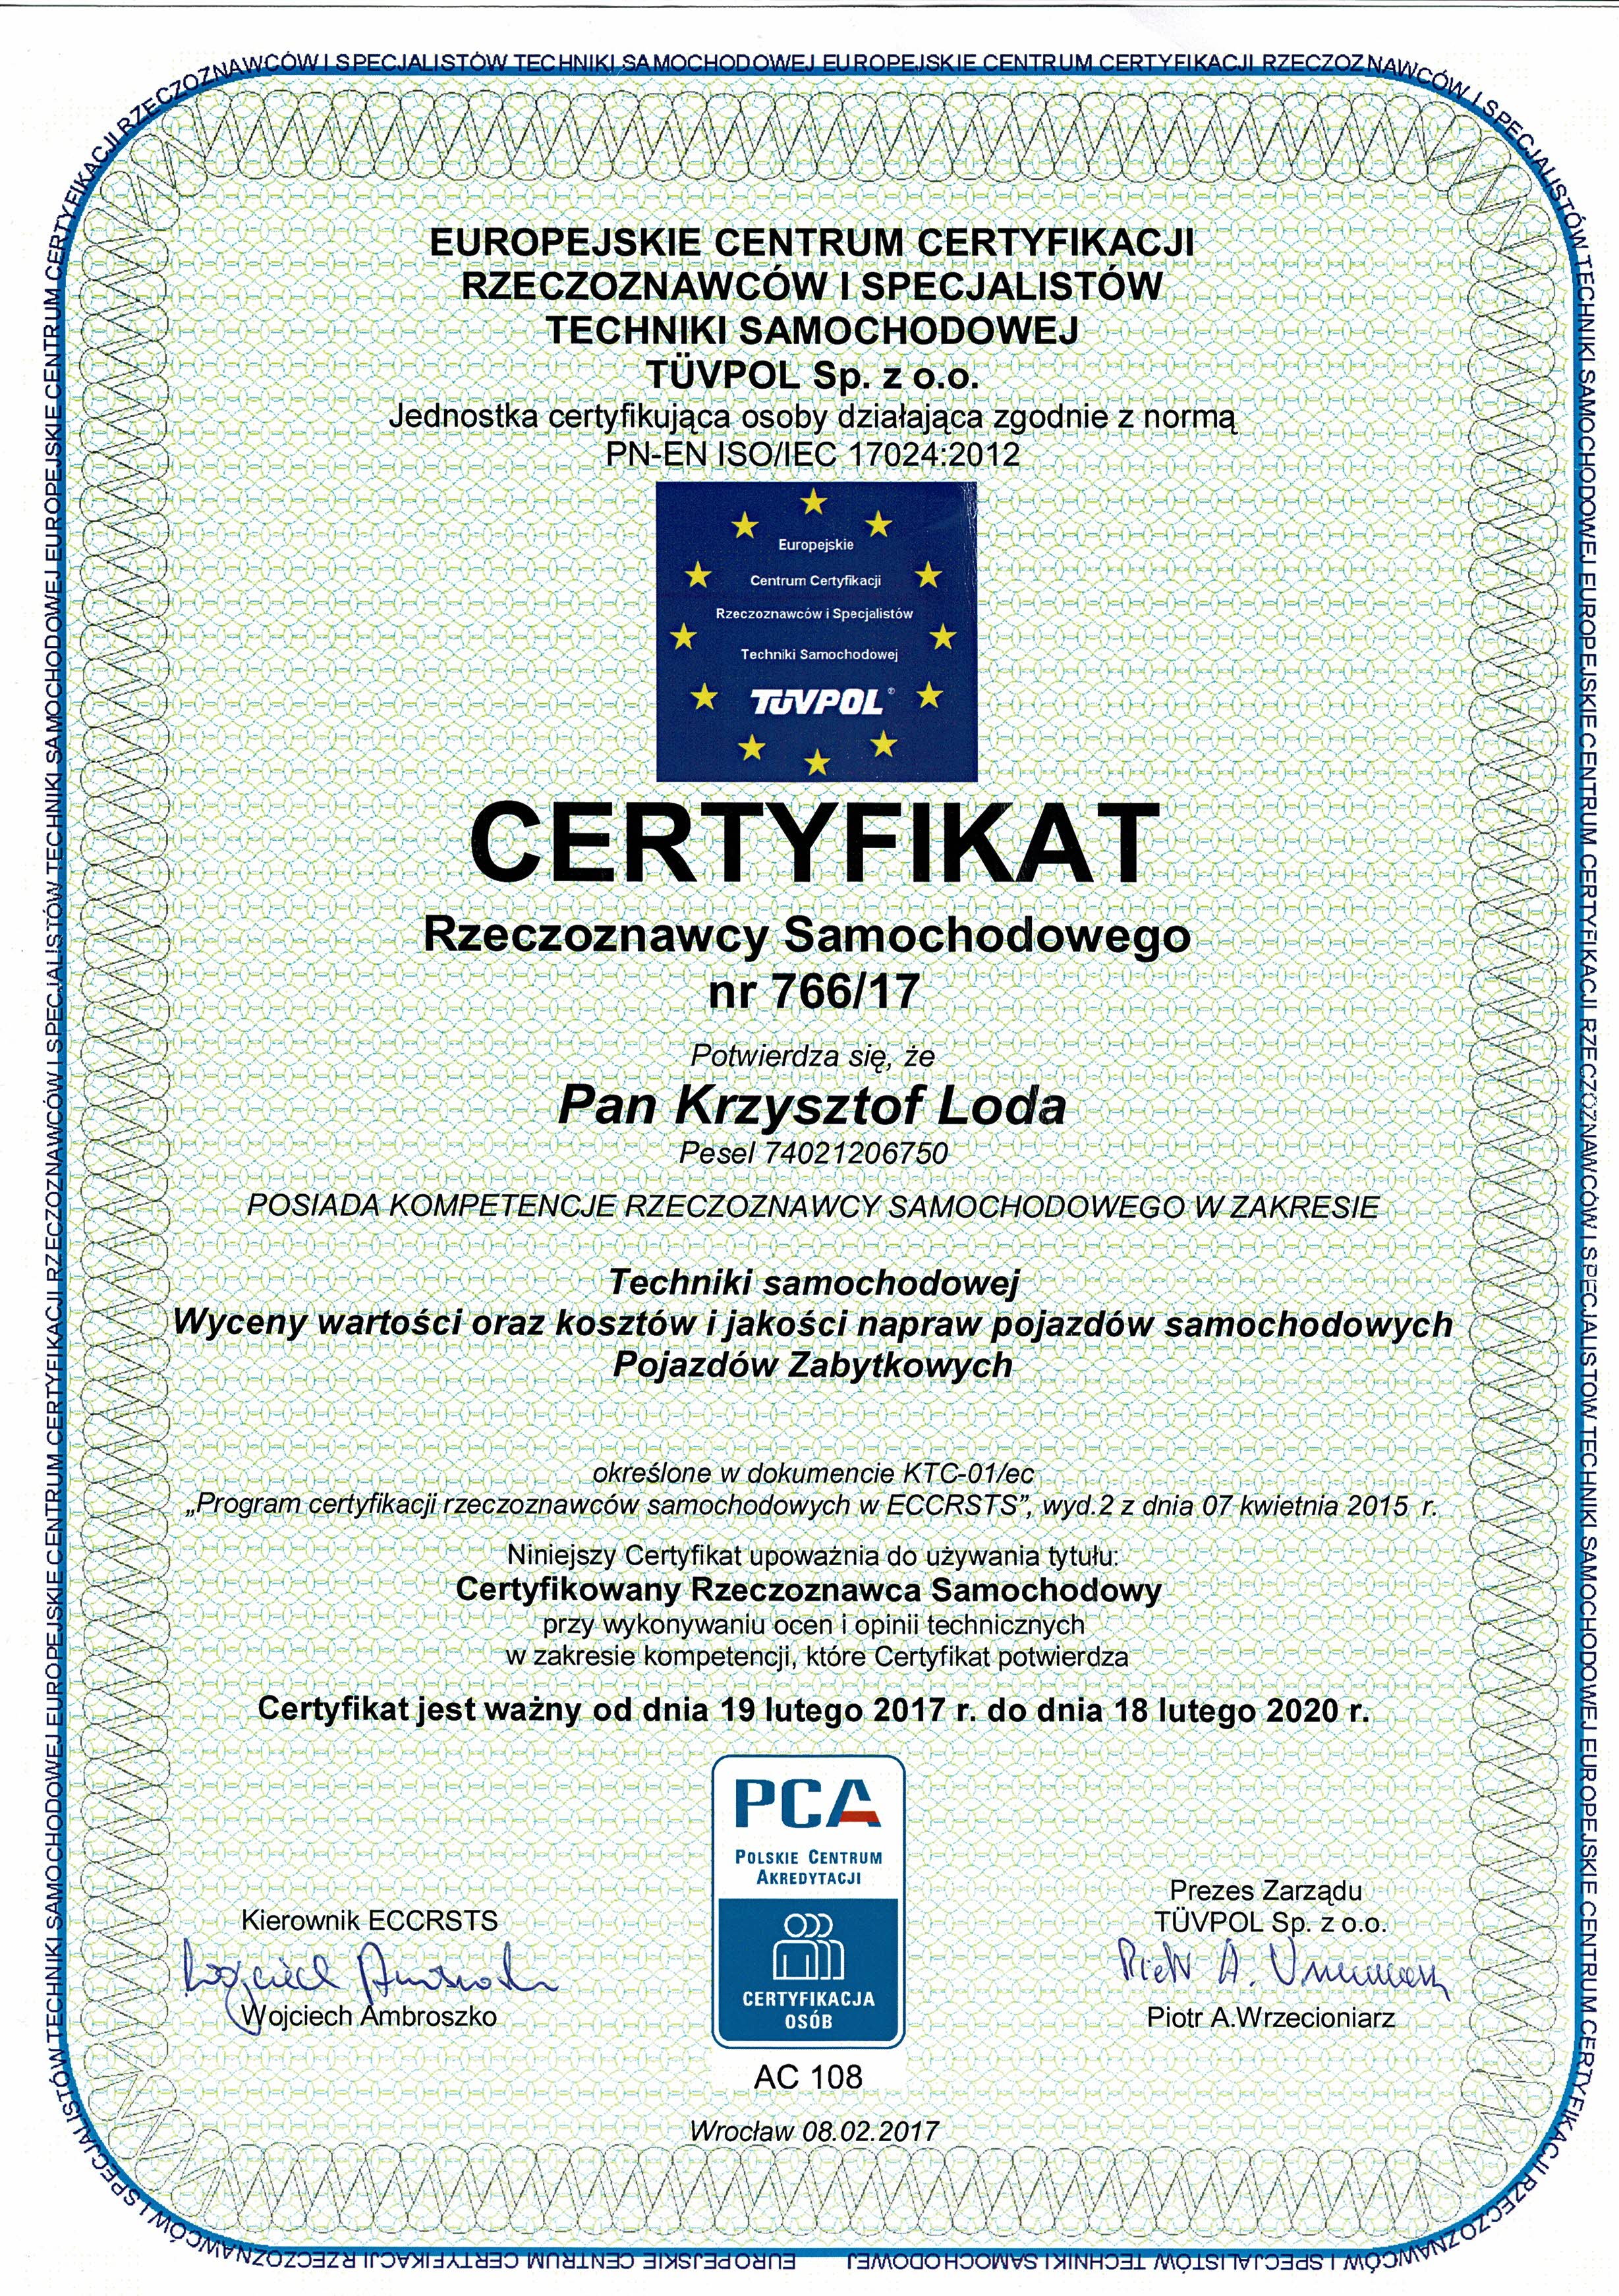 EUROPEJSKIE CENTRUM CERTYFIKACJI RZECZOZNAWCÓW I SPECJALISTÓW TECHNIKI SAMOCHODOWEJ EUROPEJSKIE CENTRUM CERTYFIKACJI RZECZOZNAWCÓW I SPECJALISTÓW TECHNIKI SAMOCHODOWEJ
EUROPEJSKIE CENTRUM CERTYFIKACJI
RZECZOZNAWCÓW I SPECJALISTÓW
TECHNIKI SAMOCHODOWEJ
TÜVPOL Sp. z o.o.
Jednostka certyfikująca osoby działająca zgodnie z normą
PN-EN ISO/IEC 17024:2012
Europejskie
Centrum Certyfikacji
Rzeczoznawców i Specjalistów
Techniki Samochodowej
TÜVPOL®
CERTYFIKAT
Rzeczoznawcy Samochodowego
nr 766/17
Potwierdza się, że
Pan Krzysztof Loda
Pesel 74021206750
POSIADA KOMPETENCJE RZECZOZNAWCY SAMOCHODOWEGO W ZAKRESIE
Techniki samochodowej
Wyceny wartości oraz kosztów i jakości napraw pojazdów samochodowych
Pojazdów Zabytkowych
określone w dokumencie KTC-01/ec
„Program certyfikacji rzeczoznawców samochodowych w ECCRSTS”, wyd.2 z dnia 07 kwietnia 2015 r.
Niniejszy Certyfikat upoważnia do używania tytułu:
Certyfikowany Rzeczoznawca Samochodowy
przy wykonywaniu ocen i opinii technicznych
w zakresie kompetencji, które Certyfikat potwierdza
Certyfikat jest ważny od dnia 19 lutego 2017 r. do dnia 18 lutego 2020 r.
PCA
POLSKIE CENTRUM
AKREDYTACJI
CERTYFIKACJA
OSÓB
AC 108
Kierownik ECCRSTS
Wojciech Ambroszko
Prezes Zarządu
TÜVPOL Sp. z o.o.
Piotr A.Wrzecioniarz
Wrocław 08.02.2017